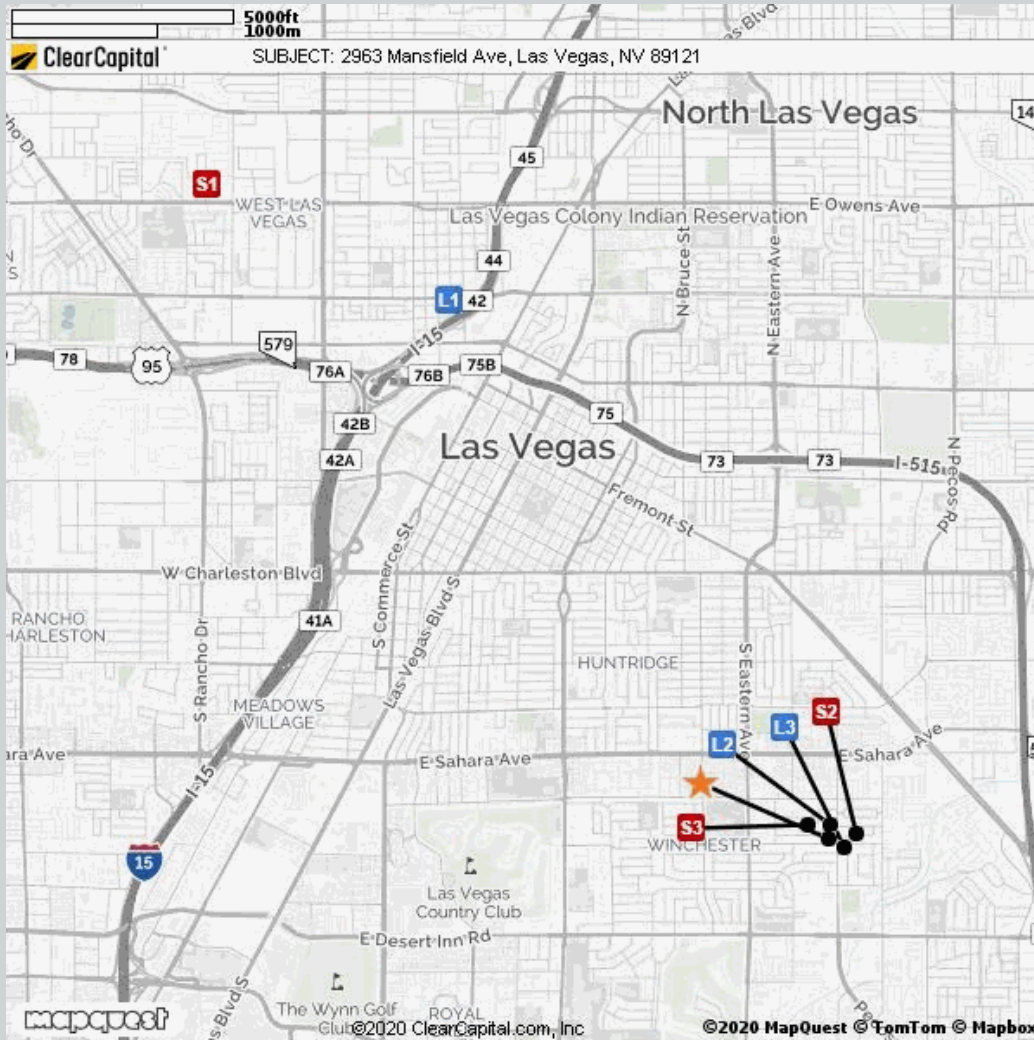 5000ft
1000m
ClearCapital
SUBJECT: 2963 Mansfield Ave, Las Vegas, NV 89121
North Las Vegas
45
S1
WEST LAS
VEGAS
E Owens Ave
Las Vegas Colony Indian Reservation
N Bruce St
N Eastern Ave
44
L1
42
I-15
579
78
95
76A
76B
75B
75
42B
42A
Las Vegas
73
73
I-515
N Pecos Rd
Fremont St
S Commerce St
W Charleston Blvd
41A
RANCHO
S Rancho Dr
Las Vegas Blvd S
HUNTRIDGE
S Eastern Ave
MEADOWS
VILLAGE
L2
L3
S2
E Sahara Ave
E Sahara Ave
I-15
S3
WINCHESTER
15
Las Vegas
Country Club
E Desert Inn Rd
The Wynn Golf
Club
ROYAL
mapquest
©2020 ClearCapital.com, Inc
©2020 MapQuest © TomTom © Mapbox